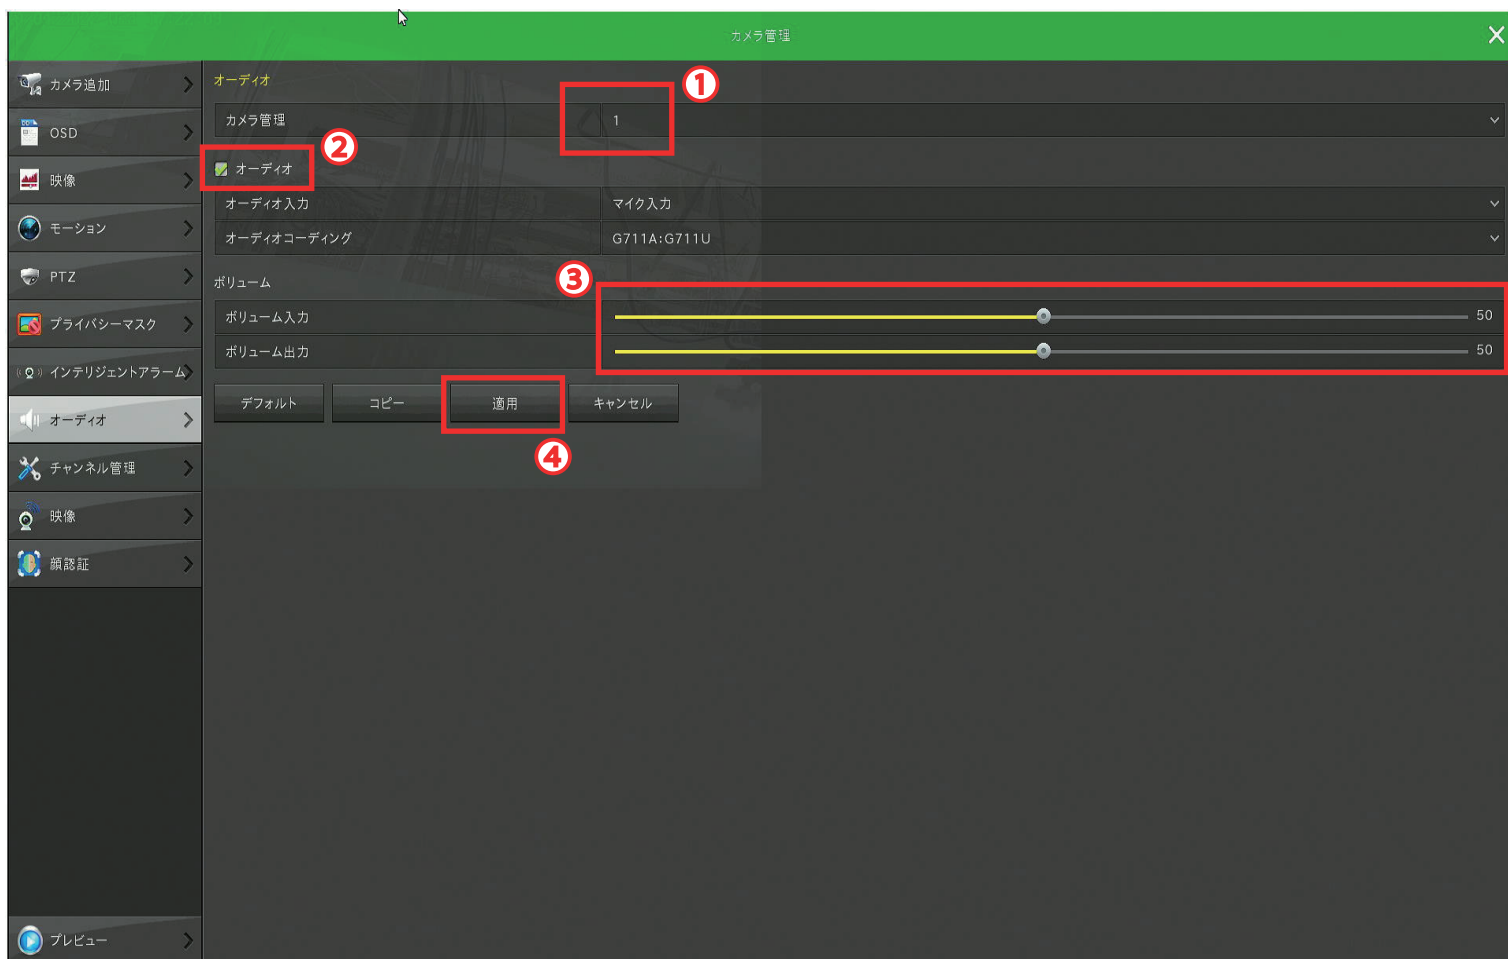 カメラ管理
カメラ追加
OSD
映像
モーション
PTZ
プライバシーマスク
インテリジェントアラーム
オーディオ
チャンネル管理
映像
顔認証
プレビュー
オーディオ
①
カメラ管理 1
②
オーディオ
オーディオ入力 マイク入力
オーディオコーディング G711A:G711U
③
ボリューム
ボリューム入力 50
ボリューム出力 50
デフォルト コピー 適用 キャンセル
④